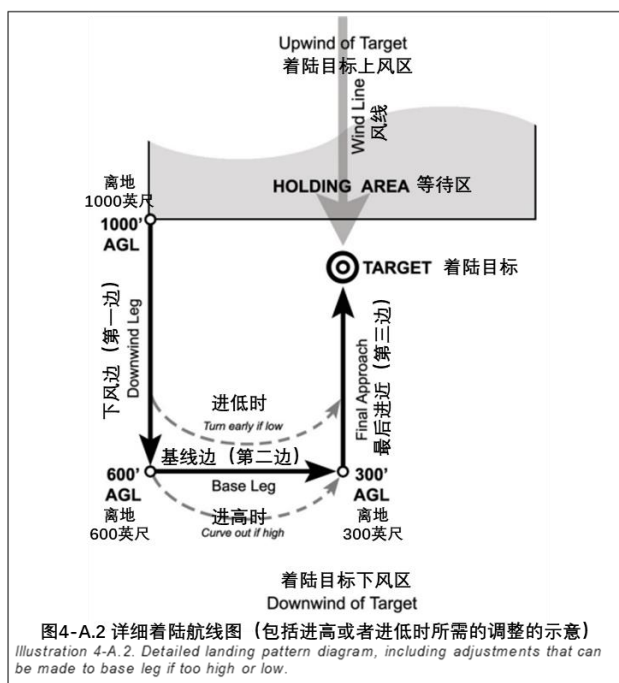 Upwind of Target
着陆目标上风区
Wind Line
风线
HOLDING AREA 等待区
离地
1000英尺
1000'
AGL
TARGET 着陆目标
下风边（第一边）
Downwind Leg
Final Approach
最后进近（第三边）
进低时
Turn early if low
基线边（第二边）
Base Leg
600'
AGL
离地
600英尺
300'
AGL
离地
300英尺
进高时
Curve out if high
着陆目标下风区
Downwind of Target
图4-A.2 详细着陆航线图（包括进高或者进低时所需的调整的示意）
Illustration 4-A.2. Detailed landing pattern diagram, including adjustments that can
be made to base leg if too high or low.